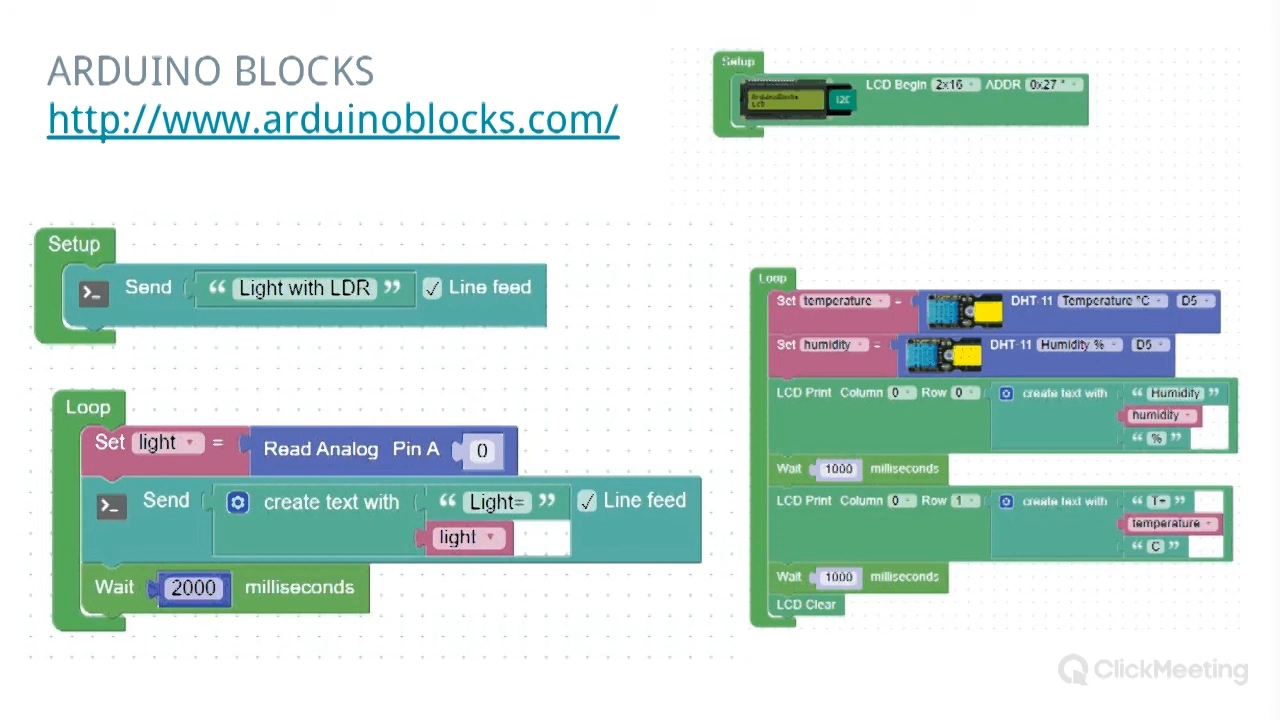 ARDUINO BLOCKS
http://www.arduinoblocks.com/
Setup
LCD Begin 2x16 ADDR 0x27 *
ArduinoBlocks
LCD
I2C
Setup
>_ Send “ Light with LDR ” ✓ Line feed
Loop
Set light =
Read Analog Pin A 0
>_ Send create text with “ Light= ” ✓ Line feed
light
Wait 2000 milliseconds
Loop
Set temperature = DHT-11 Temperature ºC D5
Set humidity = DHT-11 Humidity % D5
LCD Print Column 0 Row 0 create text with “ Humidity ”
humidity
“ % ”
Wait 1000 milliseconds
LCD Print Column 0 Row 1 create text with “ T= ”
temperature
“ C ”
Wait 1000 milliseconds
LCD Clear
ClickMeeting